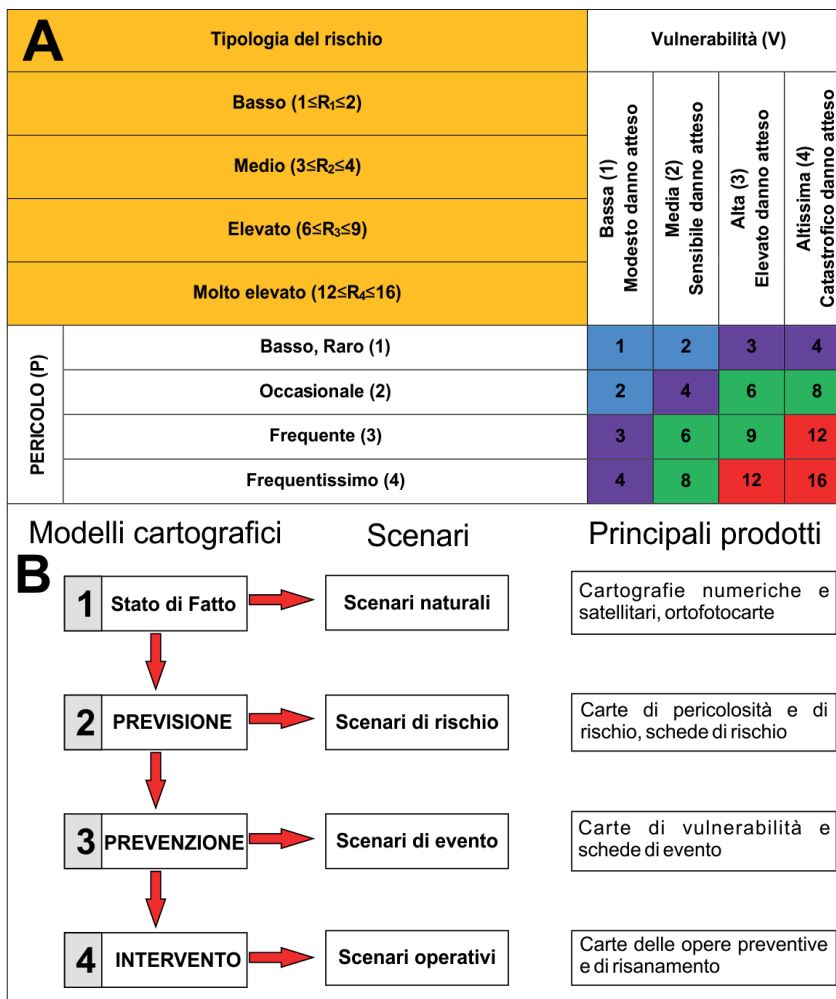 A
Tipologia del rischio
Vulnerabilità (V)
Basso (1≤R₁≤2)
Medio (3≤R₂≤4)
Elevato (6≤R₃≤9)
Molto elevato (12≤R₄≤16)
Bassa (1)
Modesto danno atteso
Media (2)
Sensibile danno atteso
Alta (3)
Elevato danno atteso
Altissima (4)
Catastrofico danno atteso
PERICOLO (P)
Basso, Raro (1) 1 2 3 4
Occasionale (2) 2 4 6 8
Frequente (3) 3 6 9 12
Frequentissimo (4) 4 8 12 16
B
Modelli cartografici
Scenari
Principali prodotti
1 Stato di Fatto
Scenari naturali
Cartografie numeriche e
satellitari, ortofotocarte
2 PREVISIONE
Scenari di rischio
Carte di pericolosità e di
rischio, schede di rischio
3 PREVENZIONE
Scenari di evento
Carte di vulnerabilità e
schede di evento
4 INTERVENTO
Scenari operativi
Carte delle opere preventive
e di risanamento